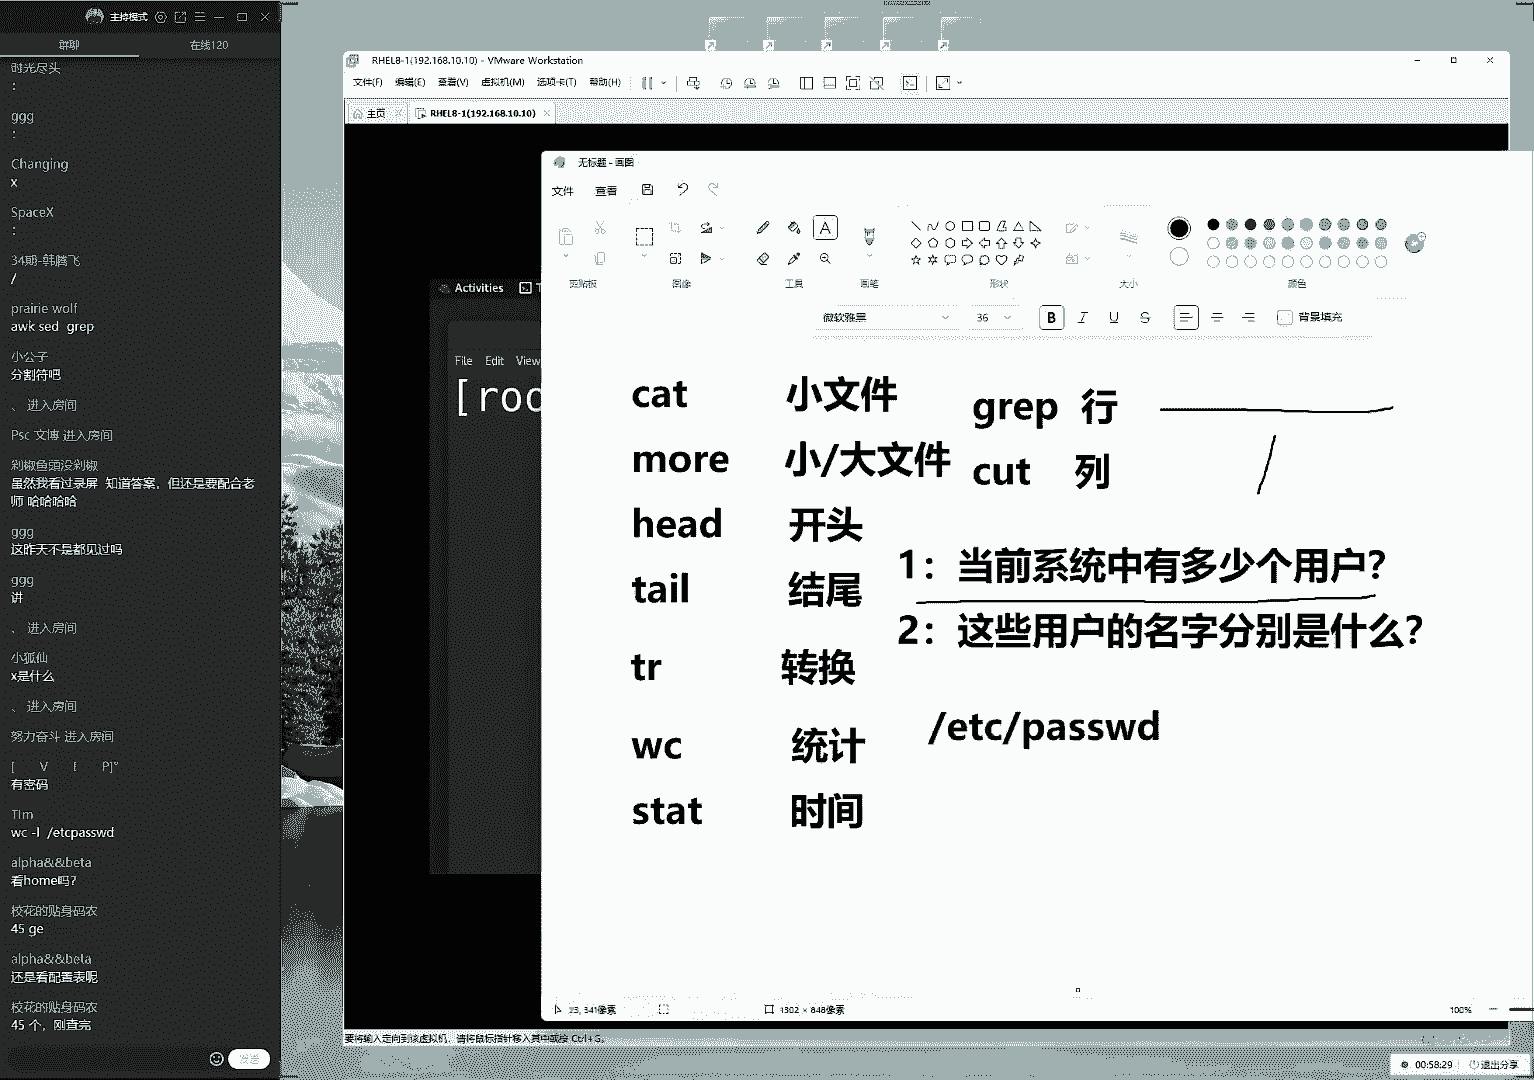 主持模式
群聊 在线120
时光尽头
:
ggg
:
Changing
x
SpaceX
:
34期-韩腾飞
/
prairie wolf
awk sed grep
小公子
分割符吧
、 进入房间
Psc 文博 进入房间
剁椒鱼头没剁椒
虽然我看过录屏 知道答案，但还是要配合老
师 哈哈哈哈
ggg
这昨天不是都见过吗
ggg
讲
、 进入房间
小狐仙
x是什么
、 进入房间
努力奋斗 进入房间
有密码
TIm
wc -l /etcpasswd
alpha&&beta
看home吗?
校花的贴身码农
45 ge
alpha&&beta
还是看配置表呢
校花的贴身码农
45 个，刚查完
发送
RHEL8-1(192.168.10.10) - VMware Workstation
文件(F) 编辑(E) 查看(V) 虚拟机(M) 选项卡(T) 帮助(H)
主页 RHEL8-1(192.168.10.10)
Activities
File Edit View
[roo
无标题 - 画图
文件 查看
剪贴板 图像 工具 画笔 形状 大小 颜色
微软雅黑 36 B I U S 背景填充
cat 小文件 grep 行
more 小/大文件 cut 列
head 开头
1：当前系统中有多少个用户?
tail 结尾
2：这些用户的名字分别是什么?
tr 转换
/etc/passwd
wc 统计
stat 时间
1302 × 848像素 100%
要将输入定向到该虚拟机，请将鼠标指针移入其中或按 Ctrl+G。
00:58:29 退出分享